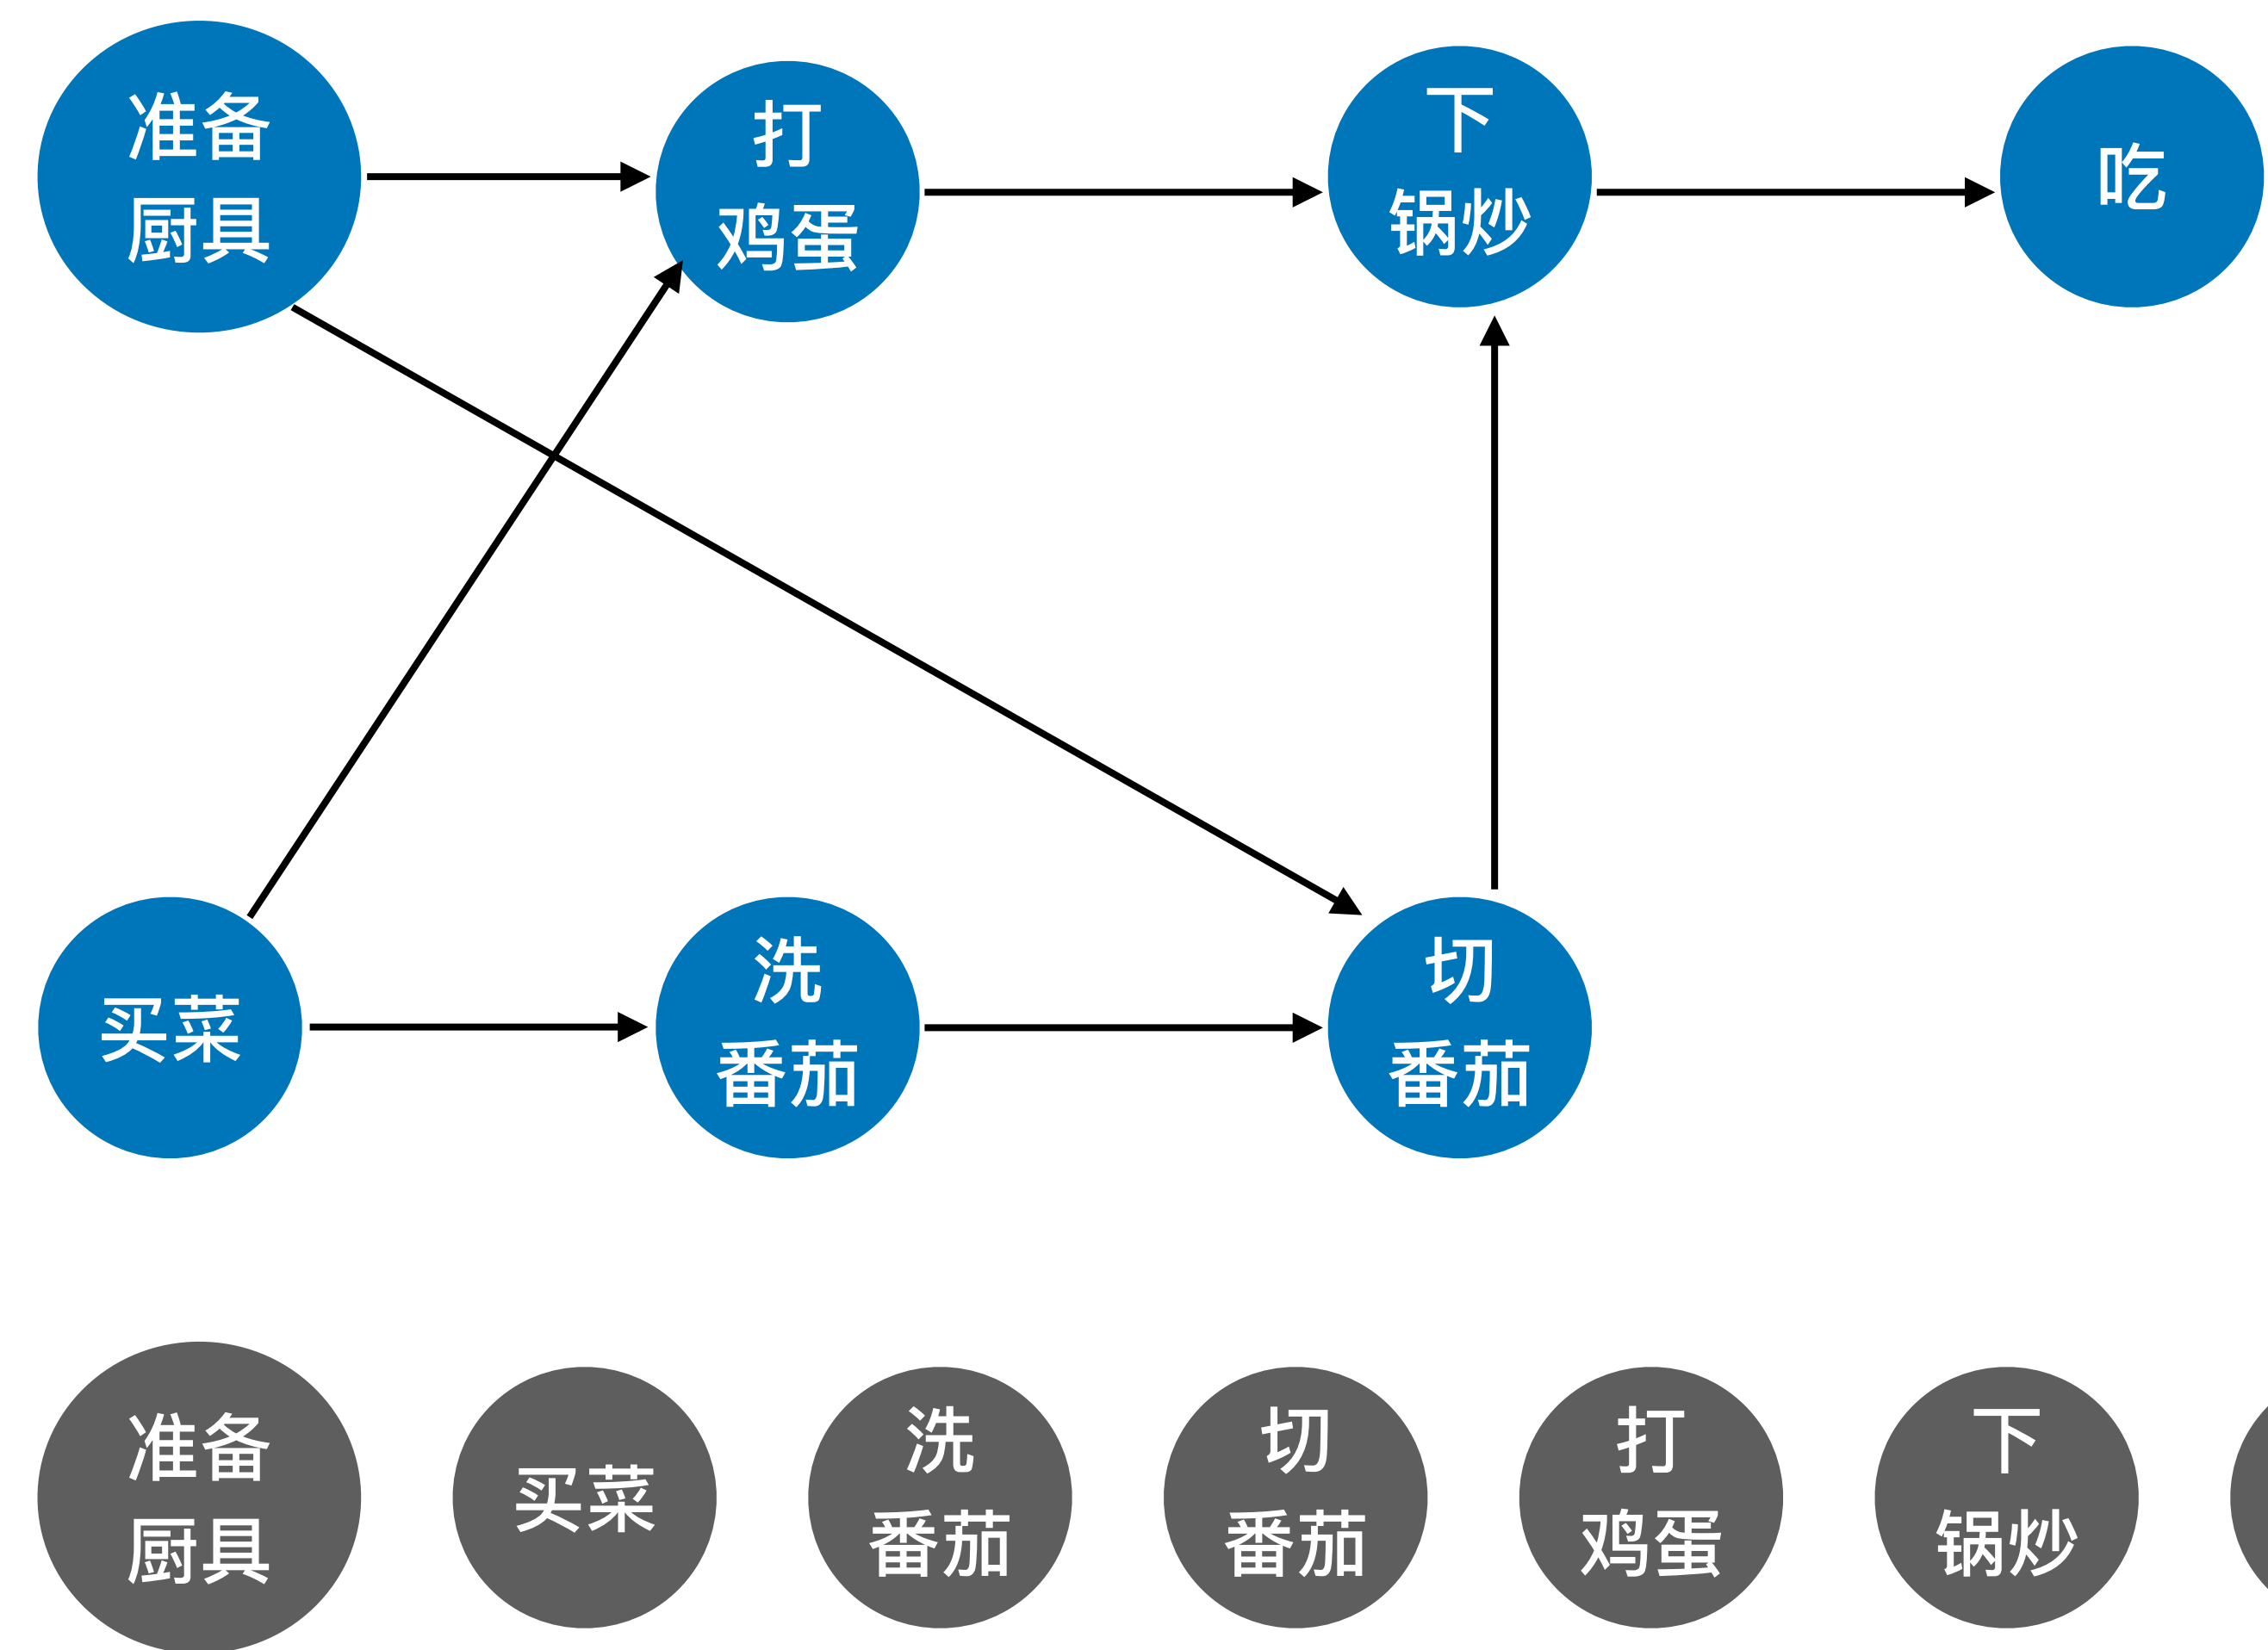 准备
厨具
打
鸡蛋
下
锅炒
吃
买菜
洗
番茄
切
番茄
准备
厨具
买菜
洗
番茄
切
番茄
打
鸡蛋
下
锅炒